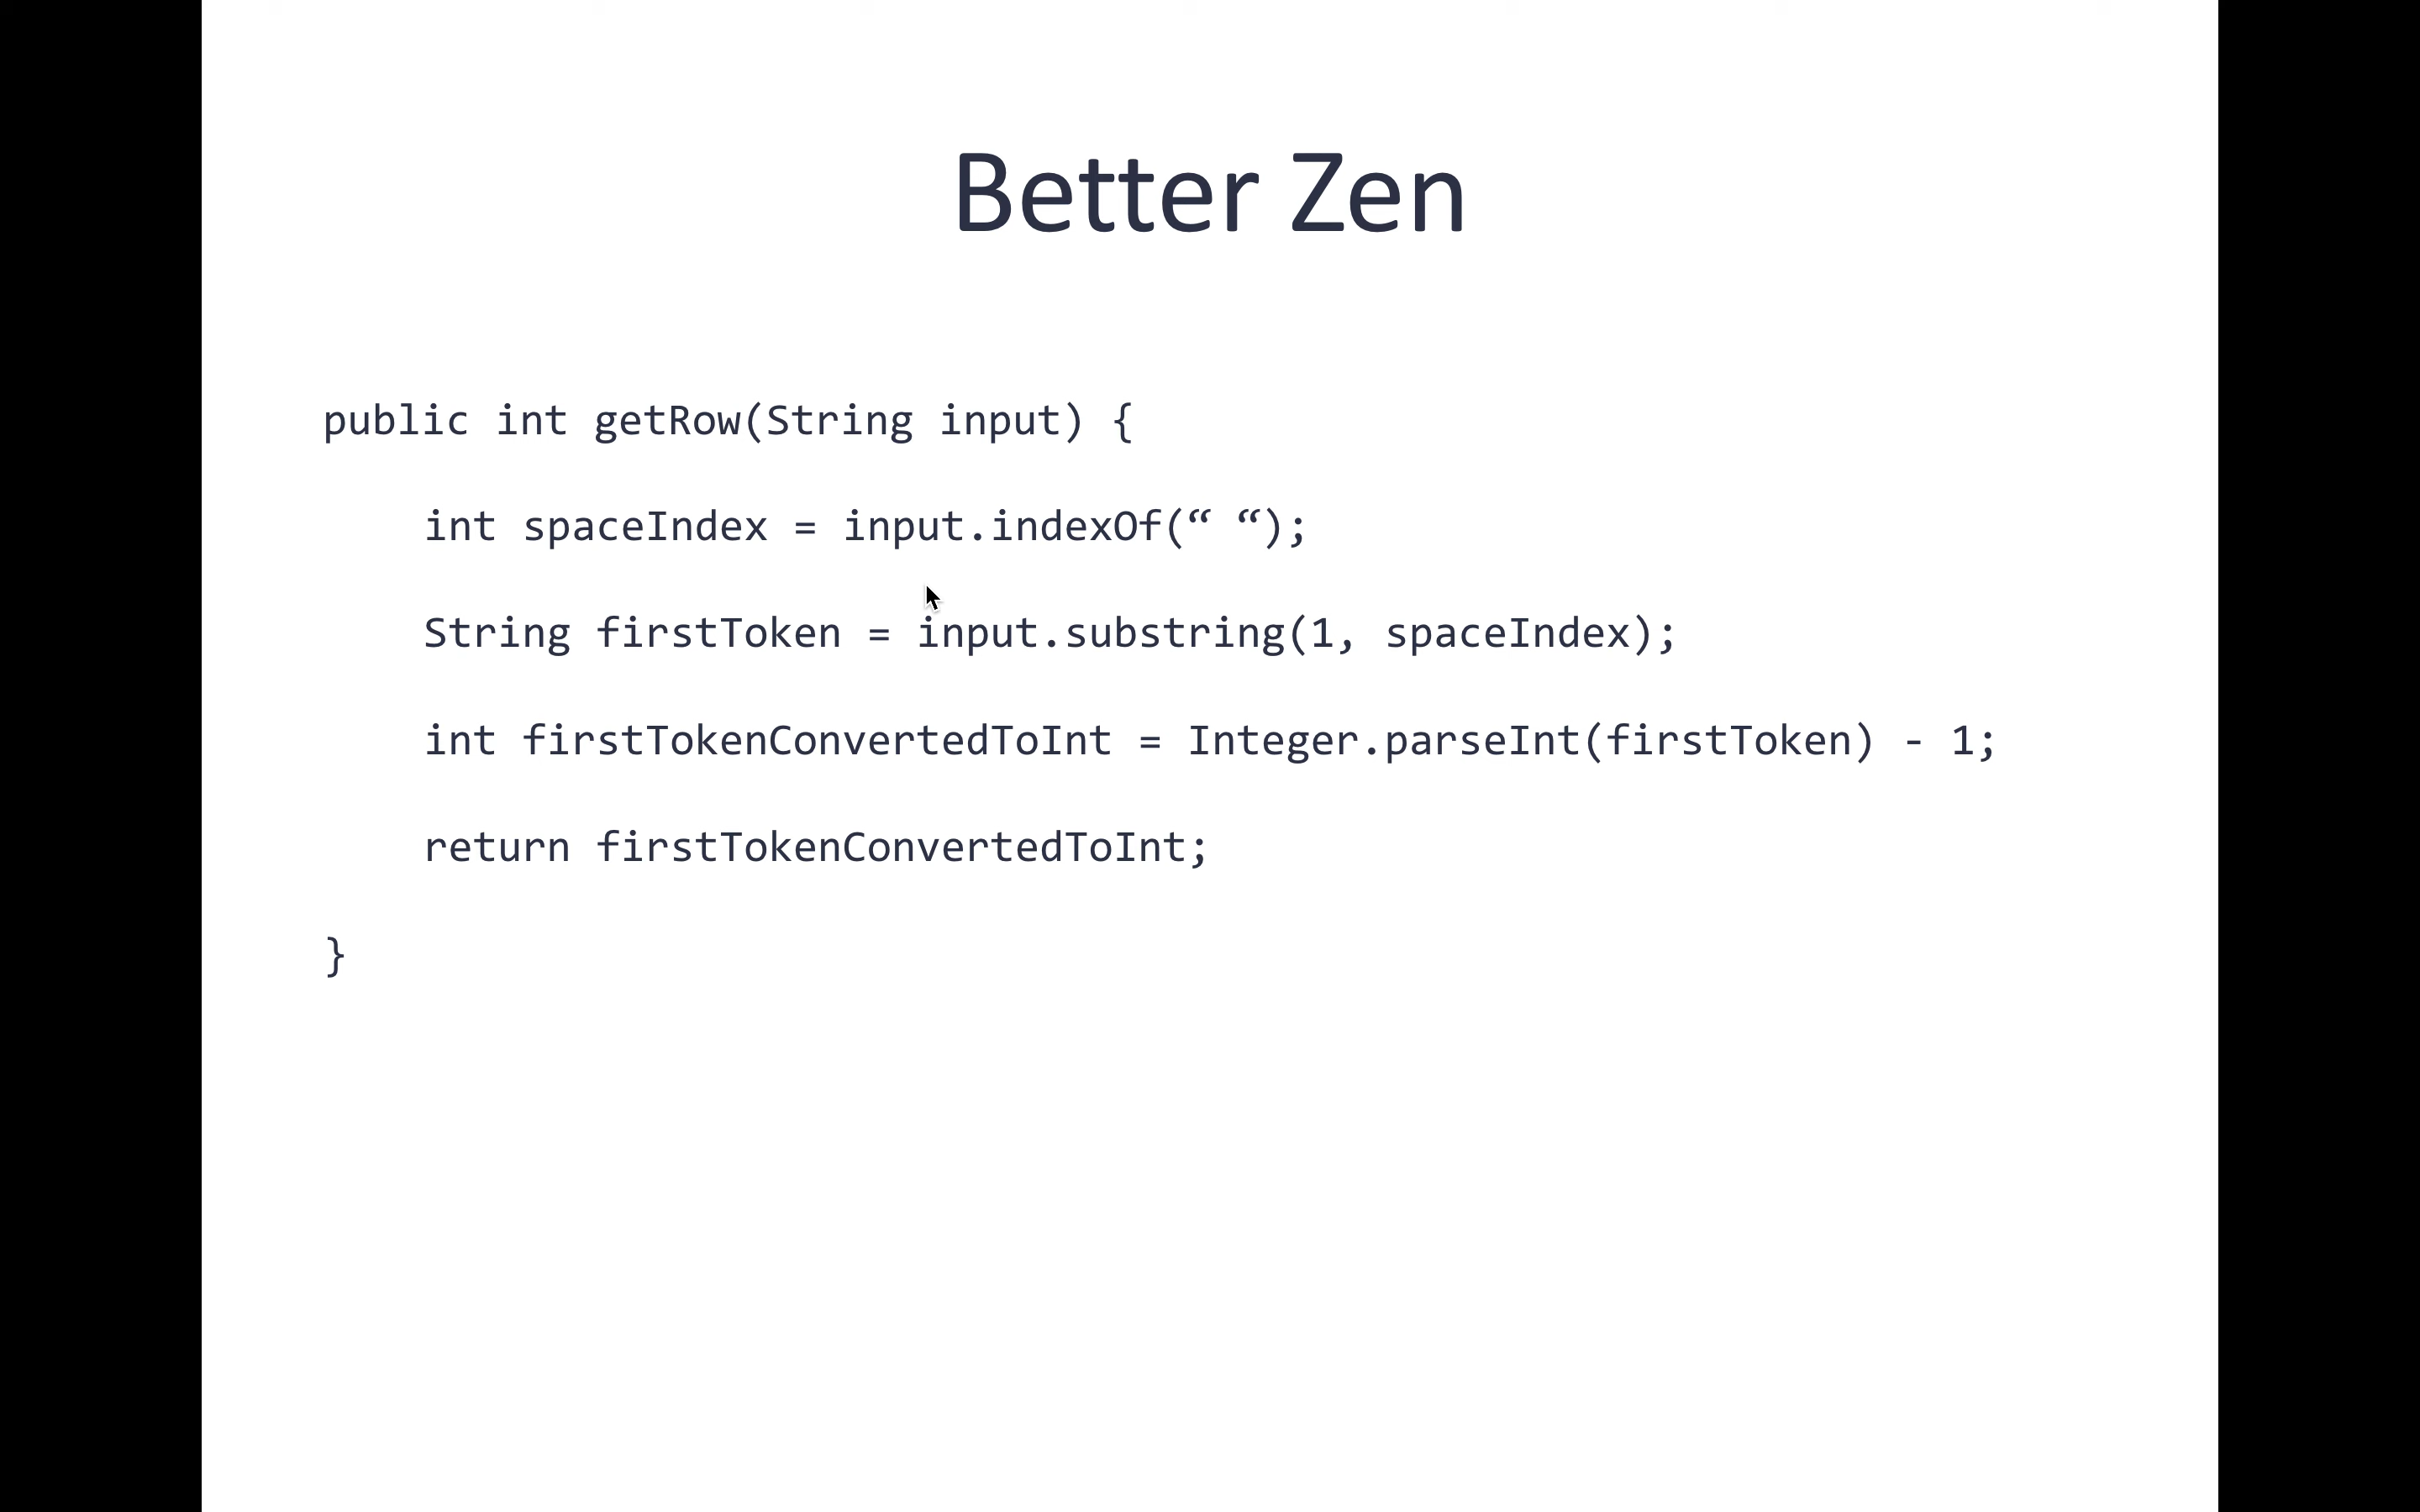 Better Zen
public int getRow(String input) {
int spaceIndex = input.indexOf(“ “);
String firstToken = input.substring(1, spaceIndex);
int firstTokenConvertedToInt = Integer.parseInt(firstToken) - 1;
return firstTokenConvertedToInt;
}